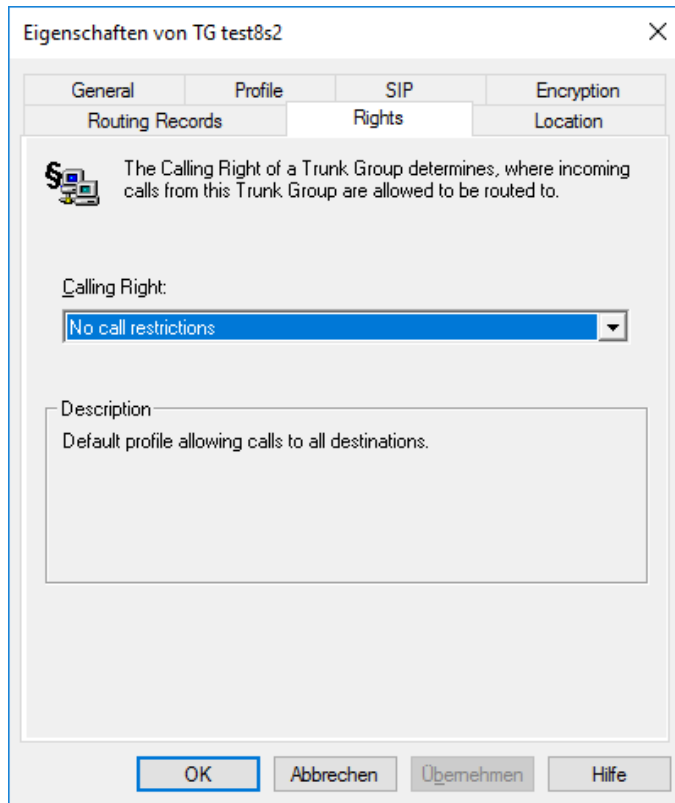 Eigenschaften von TG test8s2
General Profile SIP Encryption
Routing Records Rights Location
The Calling Right of a Trunk Group determines, where incoming
calls from this Trunk Group are allowed to be routed to.
Calling Right:
No call restrictions
Description
Default profile allowing calls to all destinations.
OK Abbrechen Übernehmen Hilfe